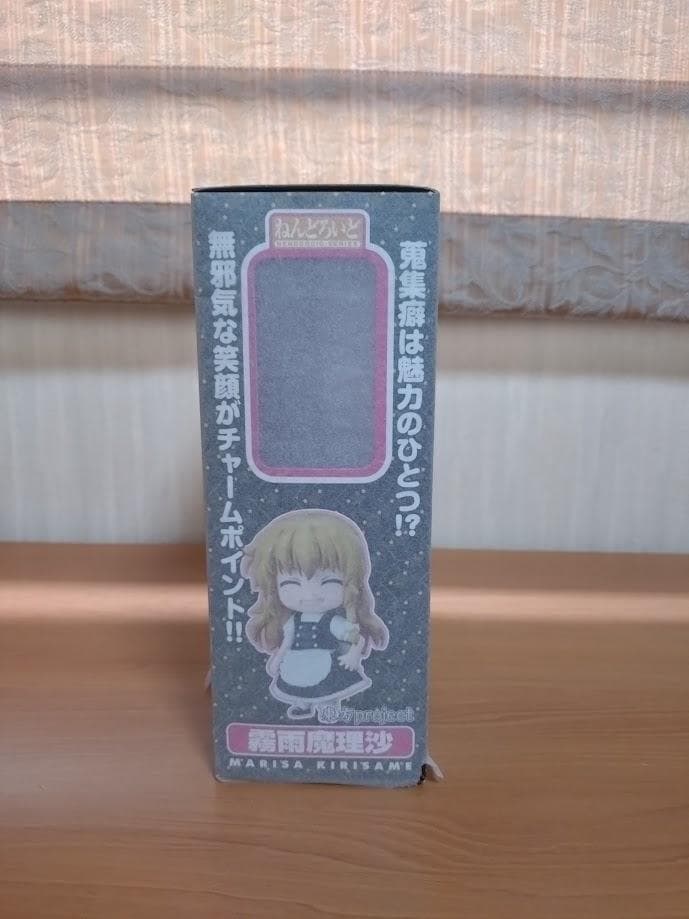 ねんどろいど
NENDOROID SERIES
蒐集癖は魅力のひとつ!?
無邪気な笑顔がチャームポイント!!
東方project
霧雨魔理沙
MARISA KIRISAME